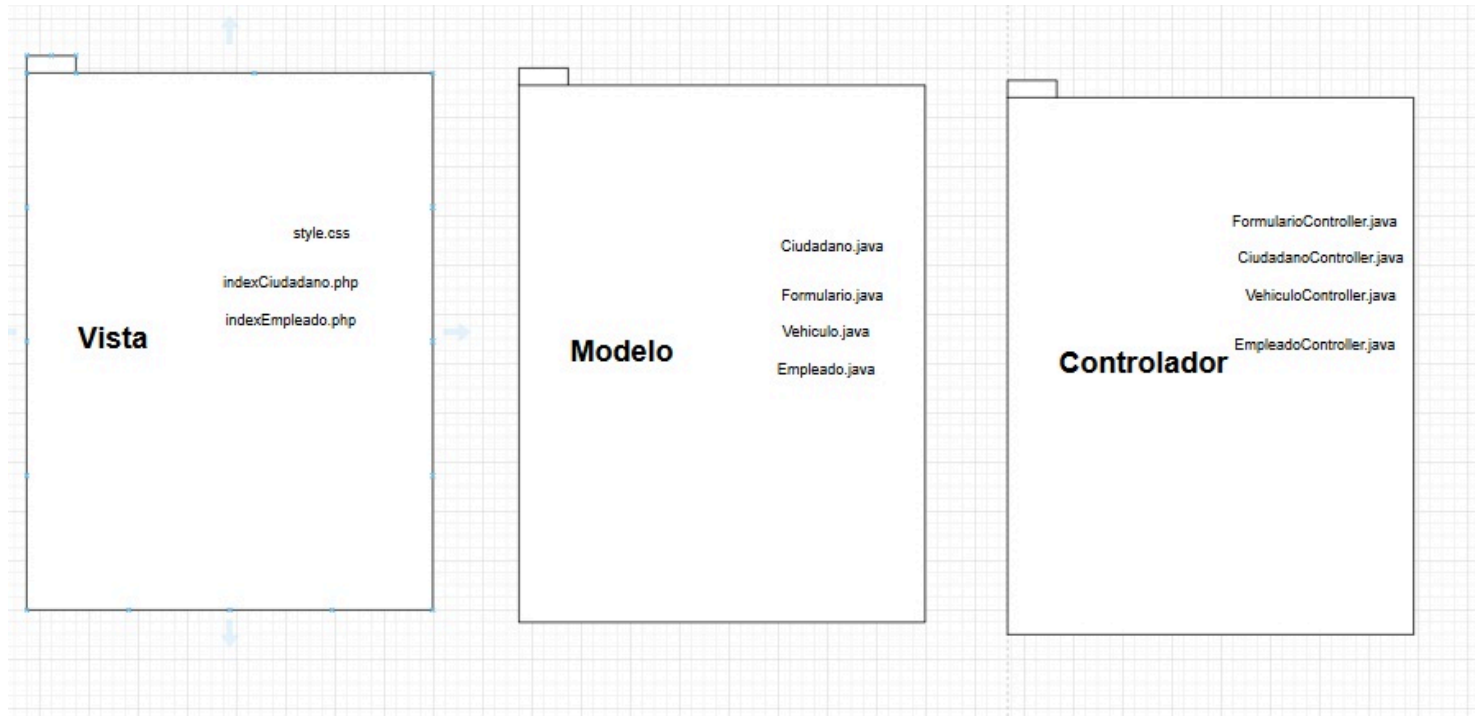 style.css
indexCiudadano.php
indexEmpleado.php
Vista
Ciudadano.java
Formulario.java
Vehiculo.java
Modelo
Empleado.java
FormularioController.java
CiudadanoController.java
VehiculoController.java
EmpleadoController.java
Controlador